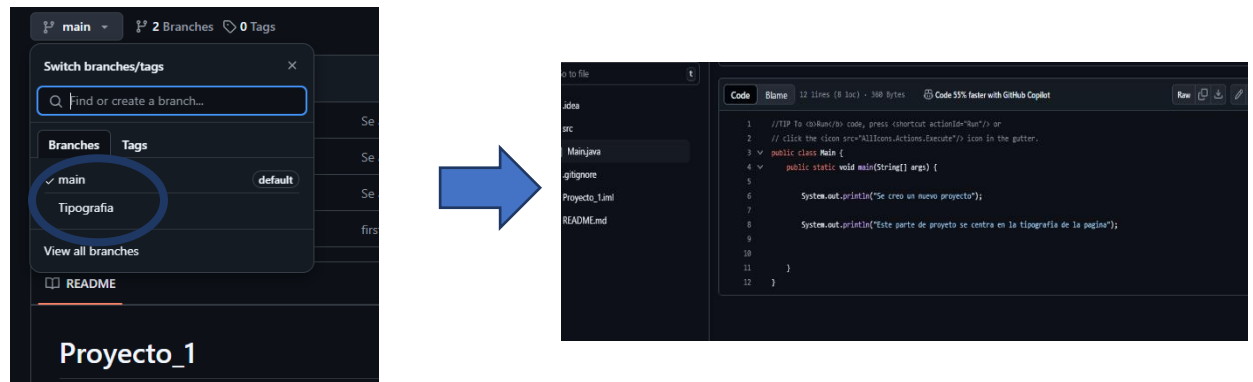 main
2 Branches
0 Tags
Switch branches/tags
Find or create a branch...
Branches
Tags
Se
Se
Se
main
default
Tipografia
firs
View all branches
README
Proyecto_1
o to file
t
.idea
src
Main.java
.gitignore
Proyecto_1.iml
README.md
Code
Blame
12 lines (8 loc) · 360 Bytes
Code 55% faster with GitHub Copilot
Raw
1 //TIP To <b>Run</b> code, press <shortcut actionId="Run"/> or
2 // click the <icon src="AllIcons.Actions.Execute"/> icon in the gutter.
3 public class Main {
4 public static void main(String[] args) {
5
6 System.out.println("Se creo un nuevo proyecto");
7
8 System.out.println("Este parte de proyeto se centra en la tipografia de la pagina");
9
10
11 }
12 }